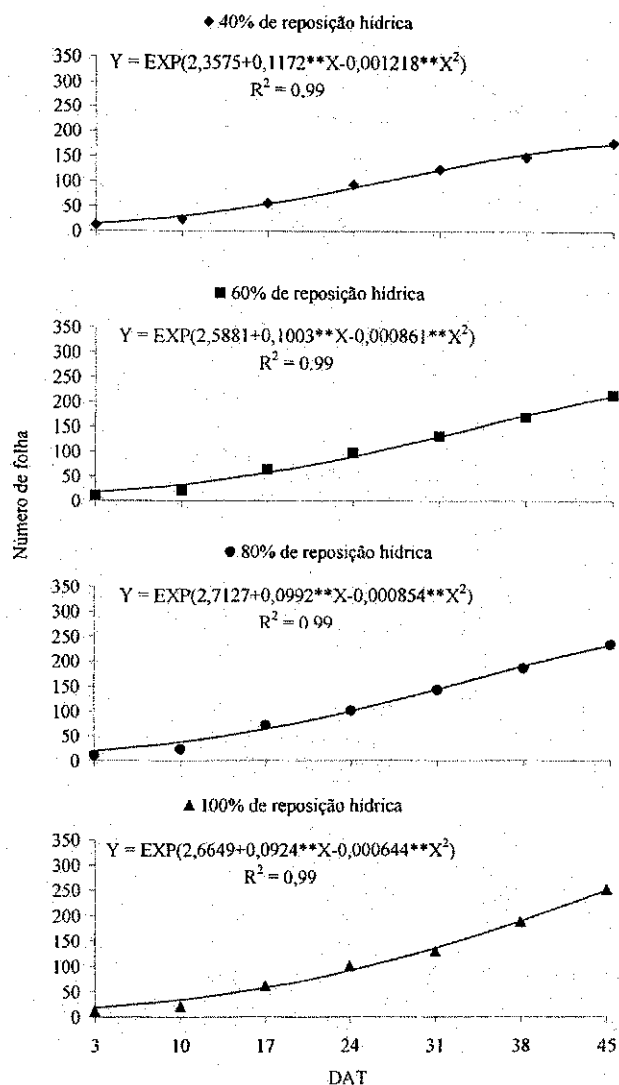 ◆ 40% de reposição hídrica
Y = EXP(2,3575+0,1172**X-0,001218**X²)
R² = 0.99
350
300
250
200
150
100
50
0
■ 60% de reposição hídrica
Y = EXP(2,5881+0,1003**X-0,000861**X²)
R² = 0.99
350
300
250
200
150
100
50
0
Número de folha
● 80% de reposição hídrica
Y = EXP(2,7127+0,0992**X-0,000854**X²)
R² = 0.99
350
300
250
200
150
100
50
0
▲ 100% de reposição hídrica
Y = EXP(2,6649+0,0924**X-0,000644**X²)
R² = 0,99
350
300
250
200
150
100
50
0
3 10 17 24 31 38 45
DAT